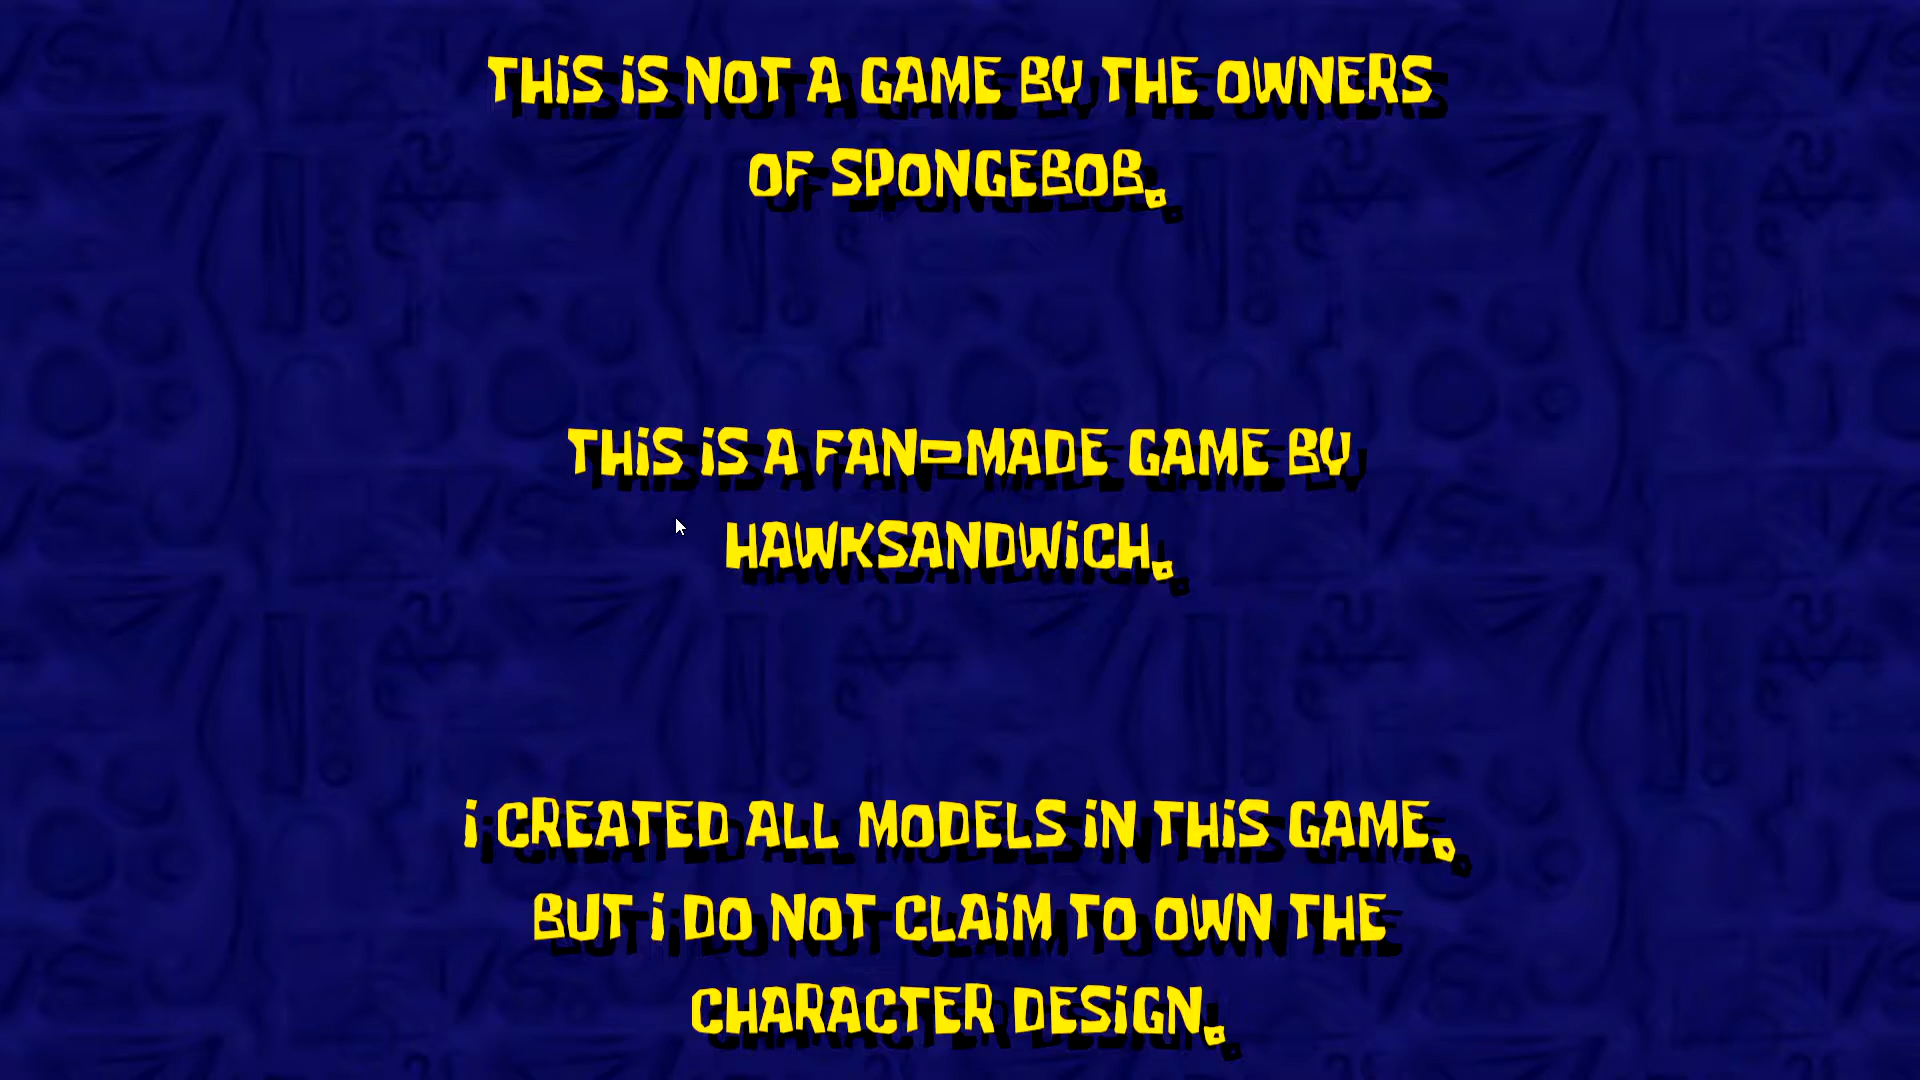 THiS iS NOT A GAME BY THE OWNERS
OF SPONGEBOB.
THiS iS A FAN-MADE GAME BY
HAWKSANDWiCH.
i CREATED ALL MODELS iN THiS GAME.
BUT i DO NOT CLAiM TO OWN THE
CHARACTER DESiGN.